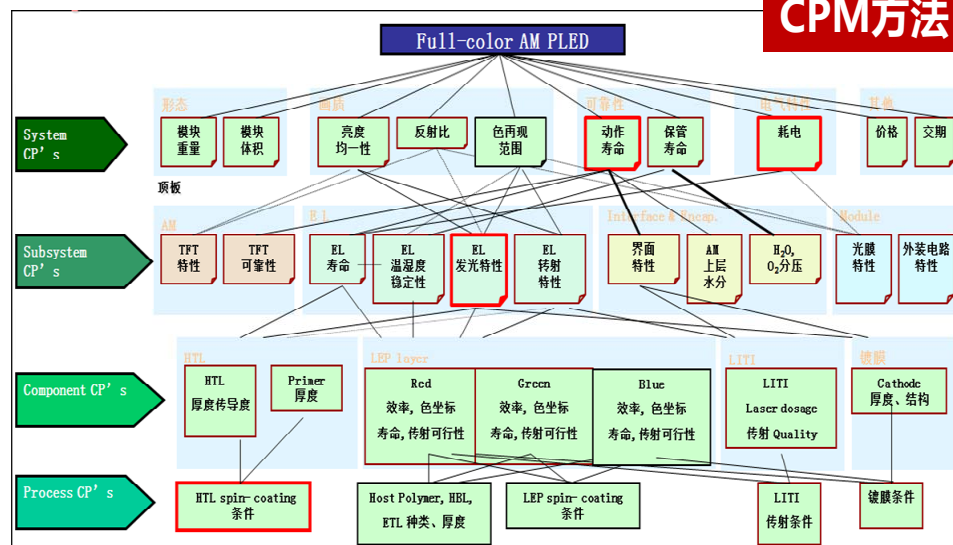 CPM方法
Full-color AM PLED
形态
画质
可靠性
电气特性
其他
System
CP's
模块
重量
模块
体积
亮度
均一性
反射比
色再观
范围
动作
寿命
保管
寿命
耗电
价格
交期
顶板
AM
EL
Interface & Encap.
Module
Subsystem
CP's
TFT
特性
TFT
可靠性
EL
寿命
EL
温湿度
稳定性
EL
发光特性
EL
转射
特性
界面
特性
AM
上层
水分
H₂O,
O₂分压
光膜
特性
外装电路
特性
HTL
LEP layer
LITI
镀膜
Component CP's
HTL
厚度传导度
Primer
厚度
Red
效率, 色坐标
寿命, 传射可行性
Green
效率, 色坐标
寿命, 传射可行性
Blue
效率, 色坐标
寿命, 传射可行性
LITI
Laser dosage
传射 Quality
Cathode
厚度、结构
Process CP's
HTL spin-coating
条件
Host Polymer, HBL,
ETL 种类、厚度
LEP spin-coating
条件
LITI
传射条件
镀膜条件